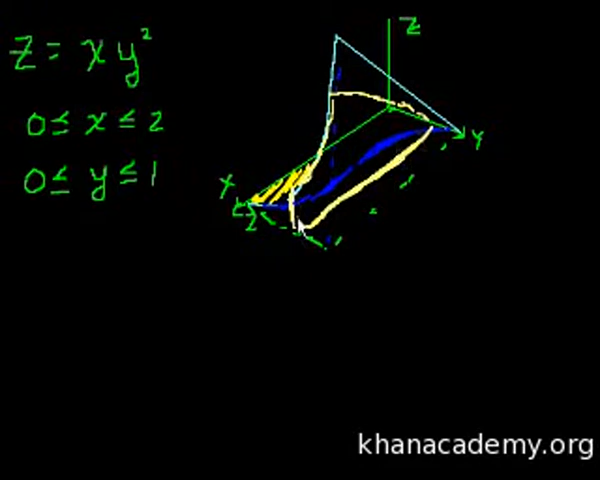 z = xy²
0 ≤ x ≤ 2
0 ≤ y ≤ 1
z
y
x
2
khanacademy.org